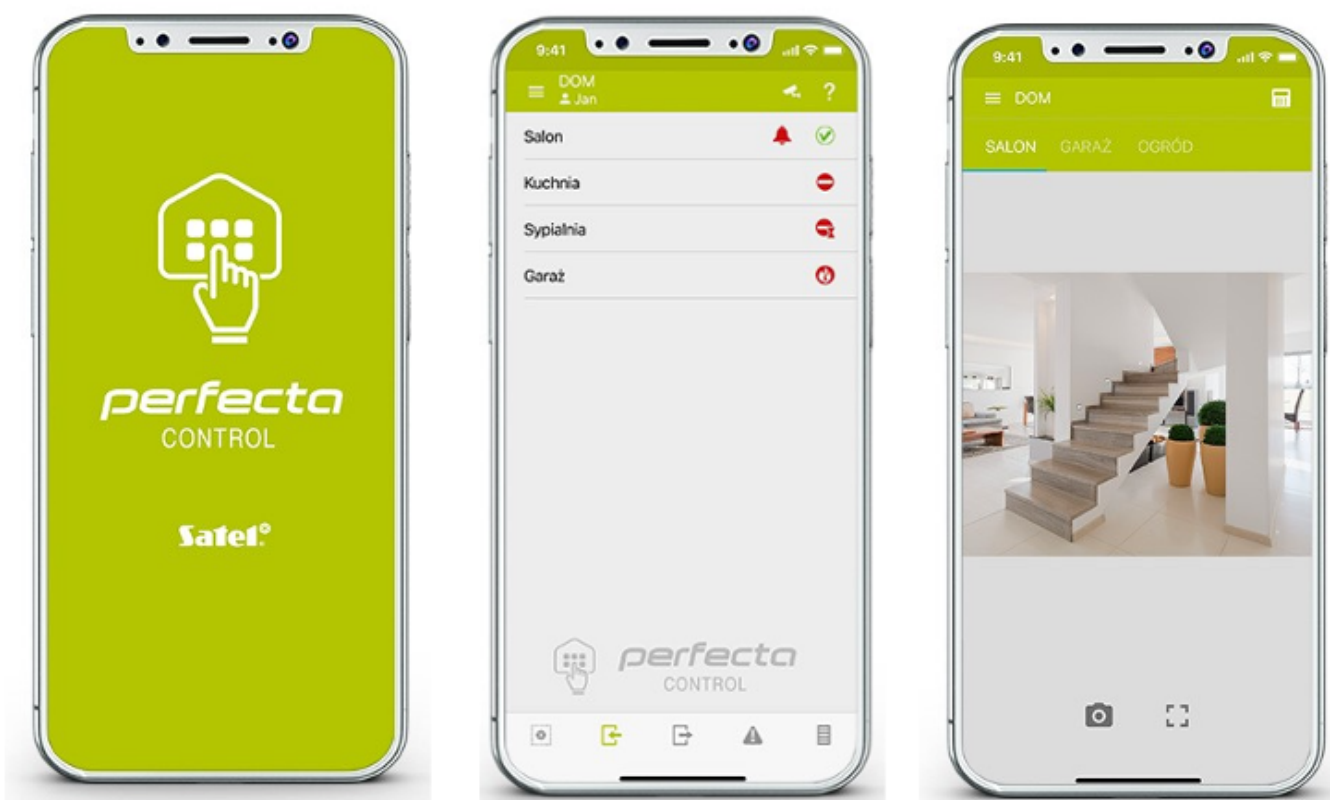 perfecta
CONTROL
Satel®
9:41
DOM
Jan
?
Salon
Kuchnia
Sypialnia
Garaż
perfecta
CONTROL
9:41
DOM
SALON GARAŻ OGRÓD